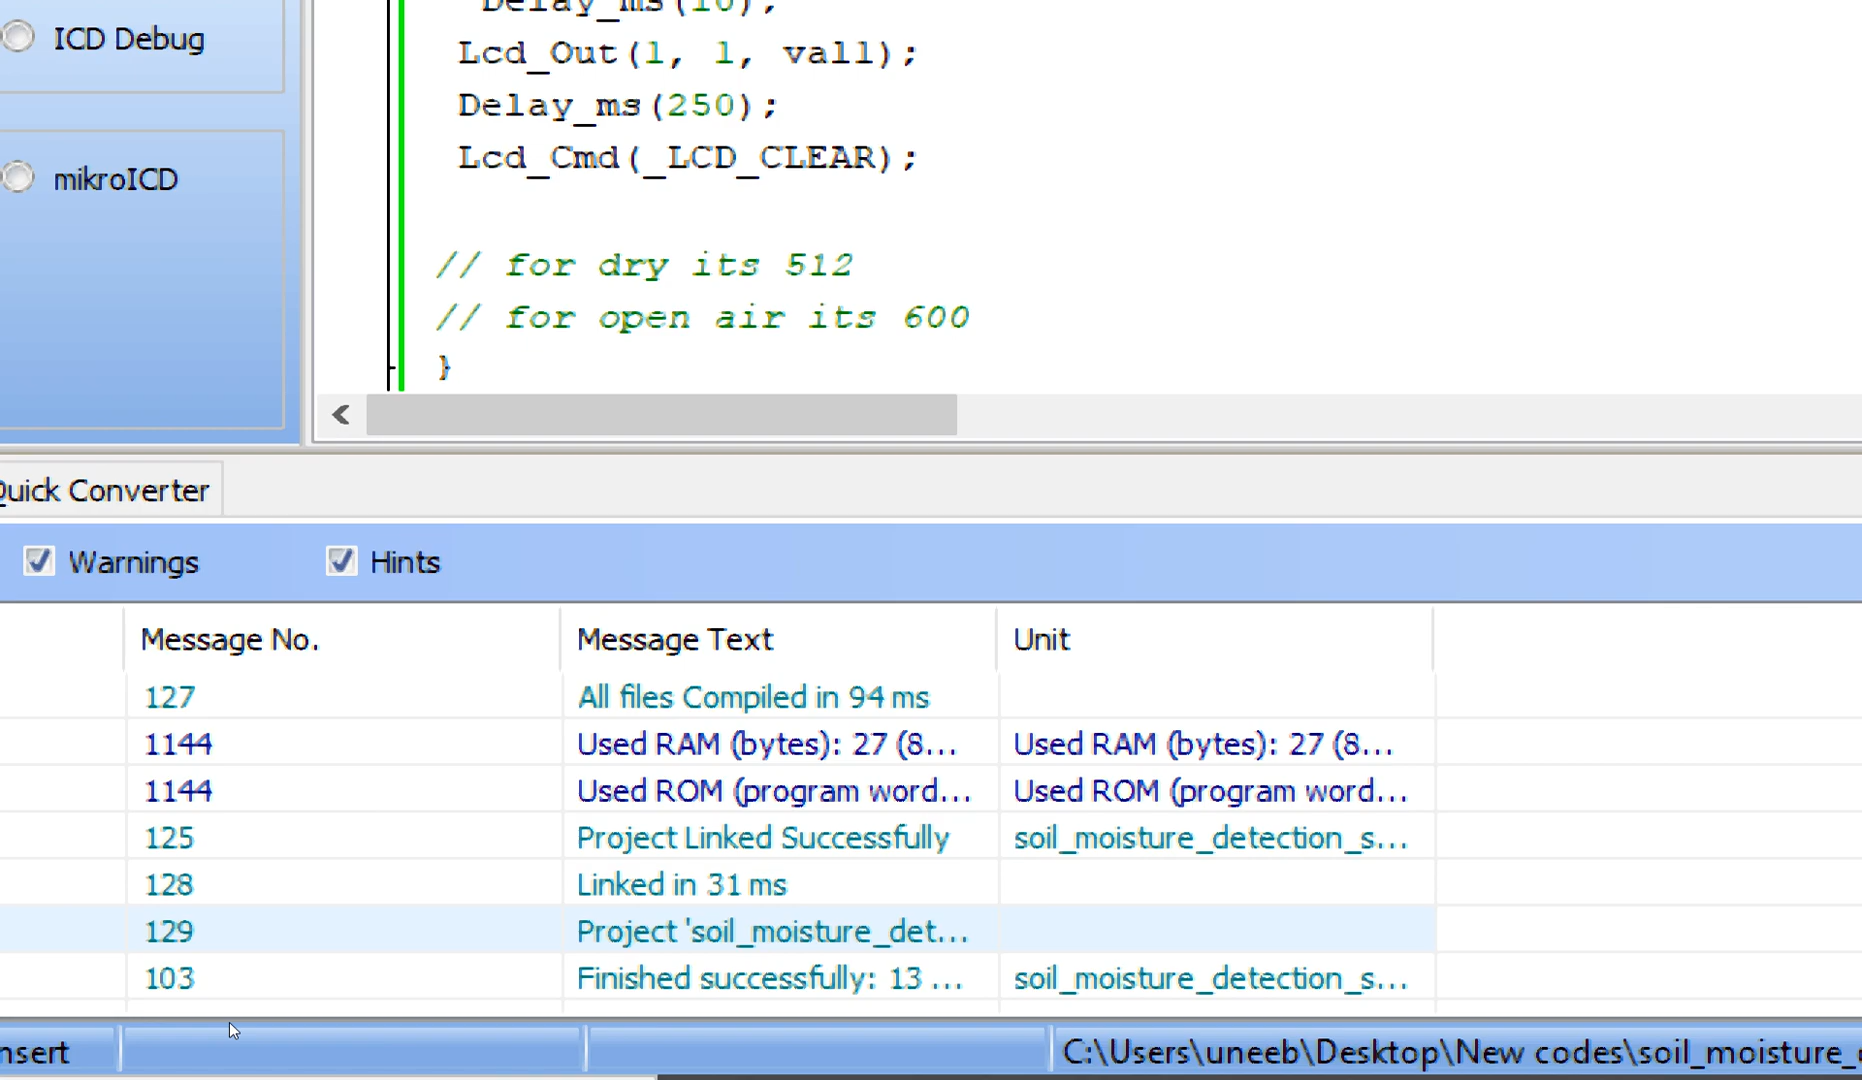 Delay_ms(10);
ICD Debug
Lcd_Out(1, 1, vall);
Delay_ms(250);
Lcd_Cmd(_LCD_CLEAR);
mikroICD
// for dry its 512
// for open air its 600
}
Quick Converter
Warnings Hints
Message No. Message Text Unit
127 All files Compiled in 94 ms
1144 Used RAM (bytes): 27 (8... Used RAM (bytes): 27 (8...
1144 Used ROM (program word... Used ROM (program word...
125 Project Linked Successfully soil_moisture_detection_s...
128 Linked in 31 ms
129 Project 'soil_moisture_det...
103 Finished successfully: 13 ... soil_moisture_detection_s...
nsert C:\Users\uneeb\Desktop\New codes\soil_moisture_